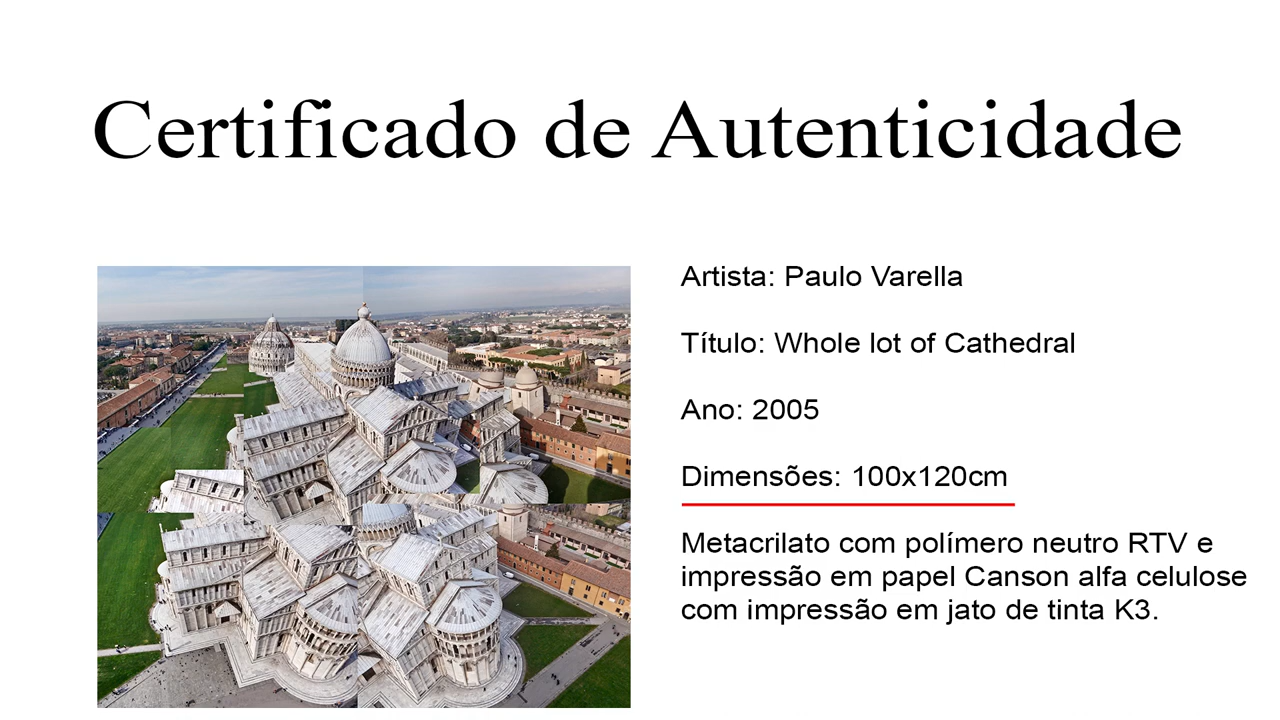 Certificado de Autenticidade
Artista: Paulo Varella
Título: Whole lot of Cathedral
Ano: 2005
Dimensões: 100x120cm
Metacrilato com polímero neutro RTV e
impressão em papel Canson alfa celulose
com impressão em jato de tinta K3.